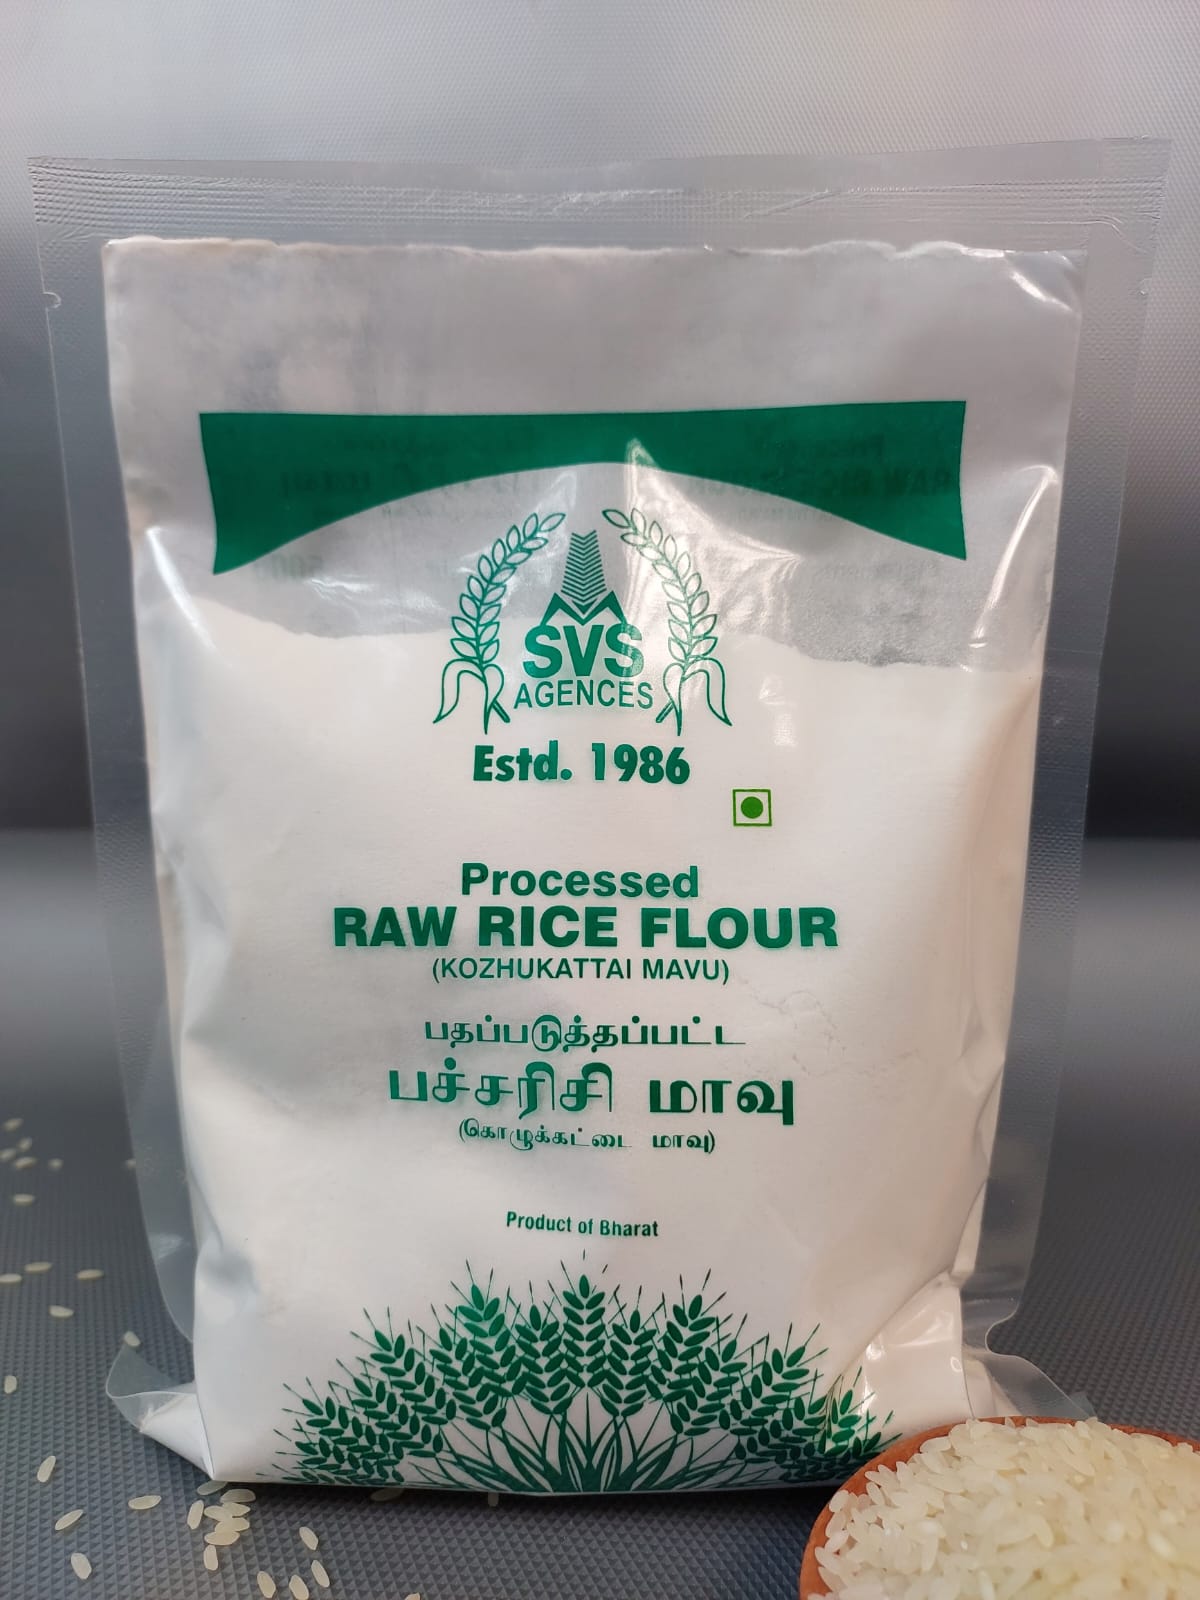 SVS
AGENCES
Estd. 1986
Processed
RAW RICE FLOUR
(KOZHUKATTAI MAVU)
பதப்படுத்தப்பட்ட
பச்சரிசி மாவு
(கொழுக்கட்டை மாவு)
Product of Bharat